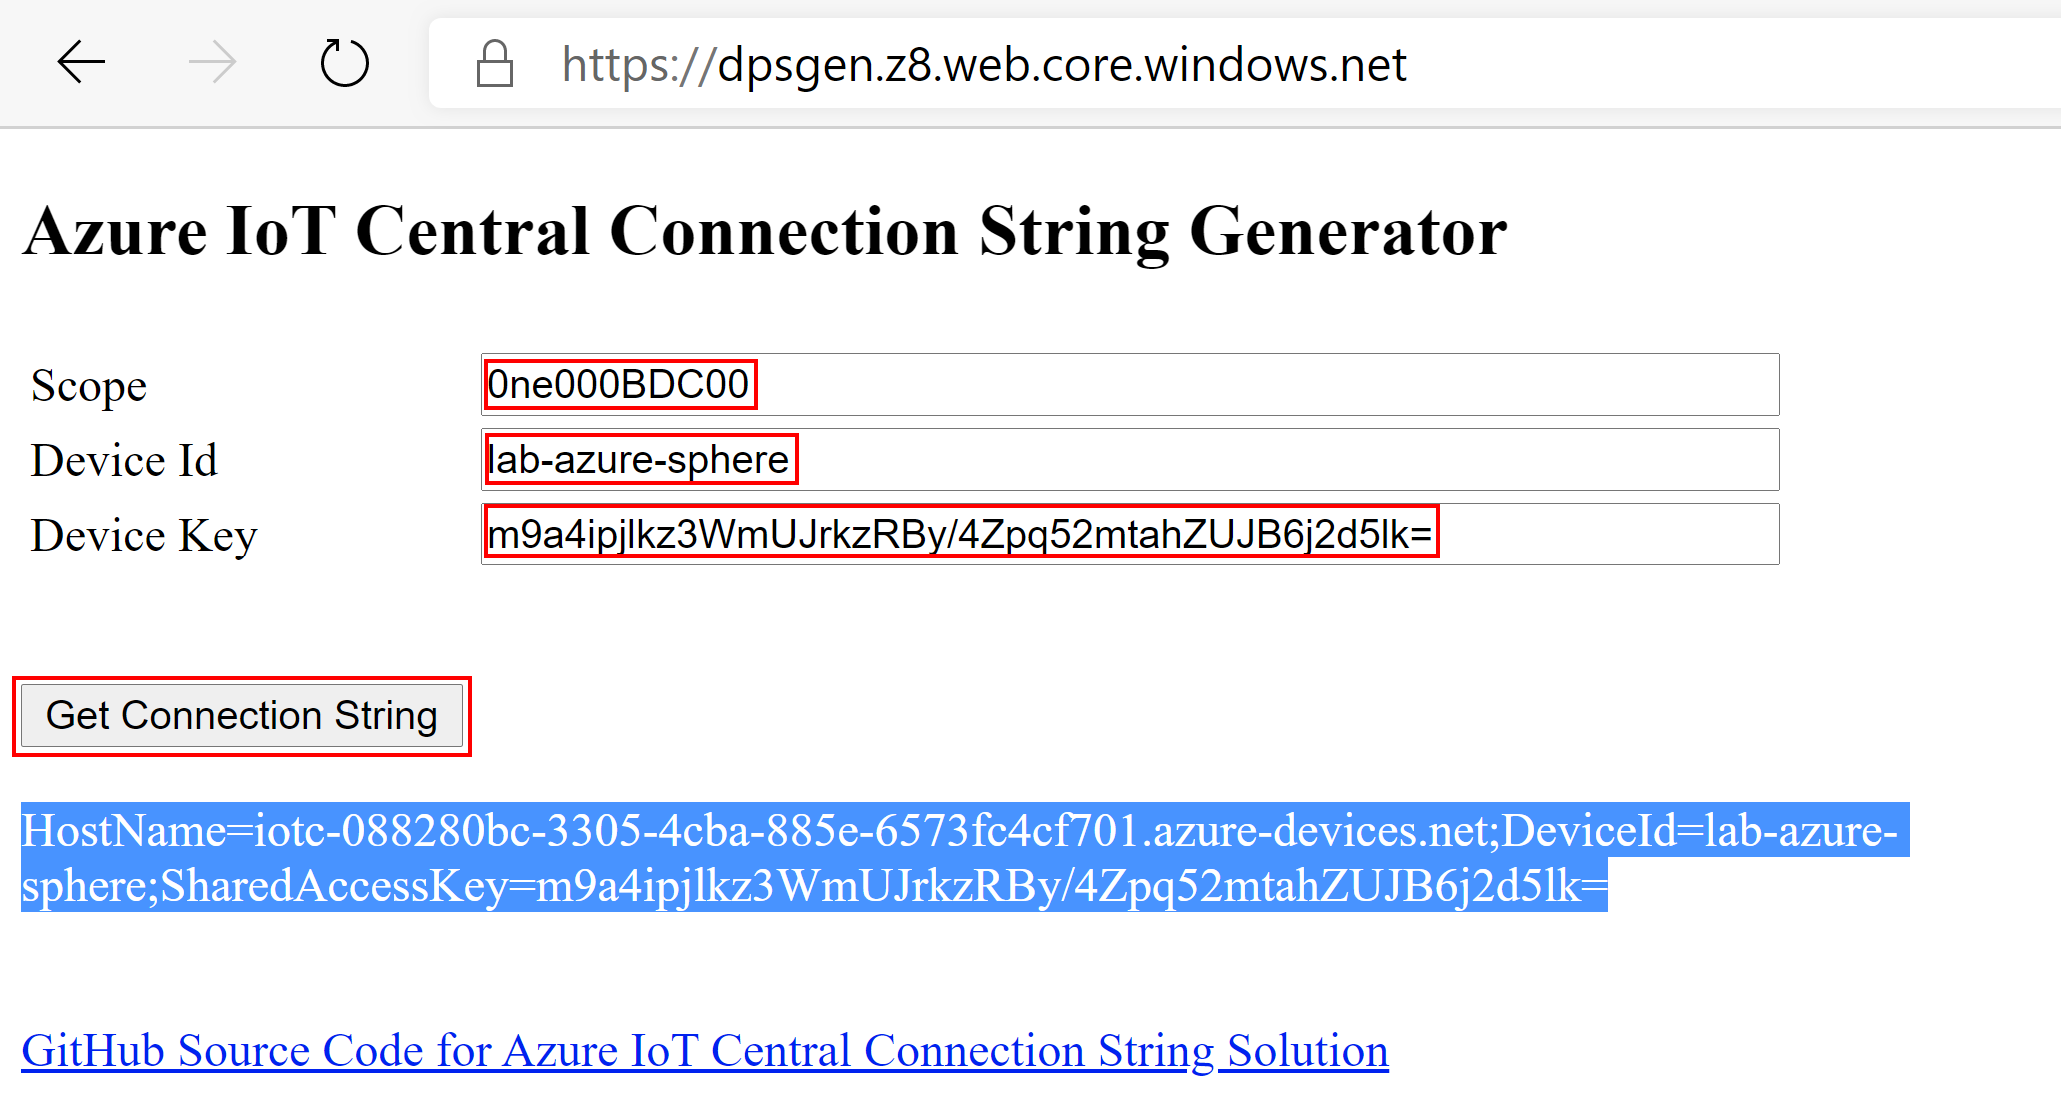 https://dpsgen.z8.web.core.windows.net
Azure IoT Central Connection String Generator
Scope 0ne000BDC00
Device Id lab-azure-sphere
Device Key m9a4ipjlkz3WmUJrkzRBy/4Zpq52mtahZUJB6j2d5lk=
Get Connection String
HostName=iotc-088280bc-3305-4cba-885e-6573fc4cf701.azure-devices.net;DeviceId=lab-azure-
sphere;SharedAccessKey=m9a4ipjlkz3WmUJrkzRBy/4Zpq52mtahZUJB6j2d5lk=
GitHub Source Code for Azure IoT Central Connection String Solution